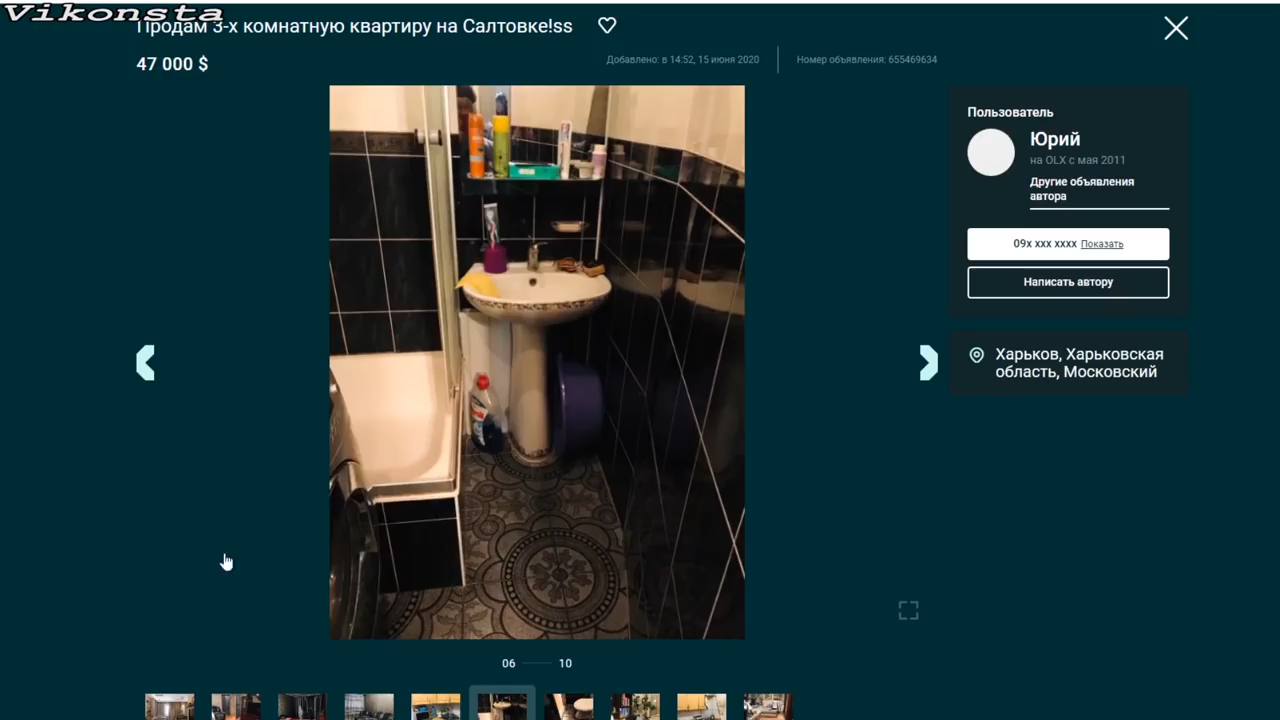 Vikonsta
Продам 3-х комнатную квартиру на Салтовке!ss
47 000 $
Добавлено: в 14:52, 15 июня 2020
Номер объявления: 655469634
Пользователь
Юрий
на OLX с мая 2011
Другие объявления
автора
09x xxx xxxx Показать
Написать автору
Харьков, Харьковская
область, Московский
06
10